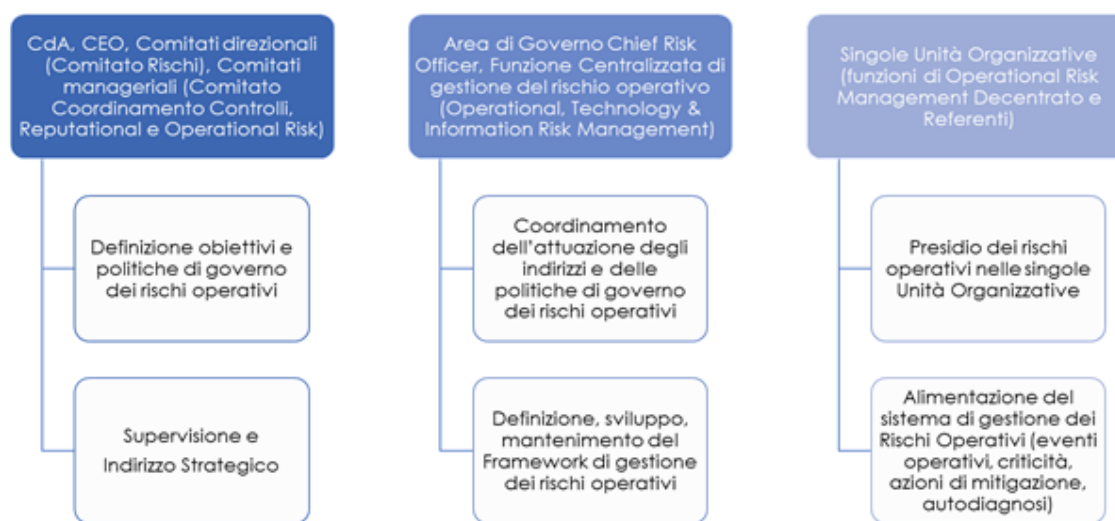 CdA, CEO, Comitati direzionali
(Comitato Rischi), Comitati
manageriali (Comitato
Coordinamento Controlli,
Reputational e Operational Risk)
Definizione obiettivi e
politiche di governo
dei rischi operativi
Supervisione e
Indirizzo Strategico
Area di Governo Chief Risk
Officer, Funzione Centralizzata di
gestione del rischio operativo
(Operational, Technology &
Information Risk Management)
Coordinamento
dell'attuazione degli
indirizzi e delle
politiche di governo
dei rischi operativi
Definizione, sviluppo,
mantenimento del
Framework di gestione
dei rischi operativi
Singole Unità Organizzative
(funzioni di Operational Risk
Management Decentrato e
Referenti)
Presidio dei rischi
operativi nelle singole
Unità Organizzative
Alimentazione del
sistema di gestione dei
Rischi Operativi (eventi
operativi, criticità,
azioni di mitigazione,
autodiagnosi)